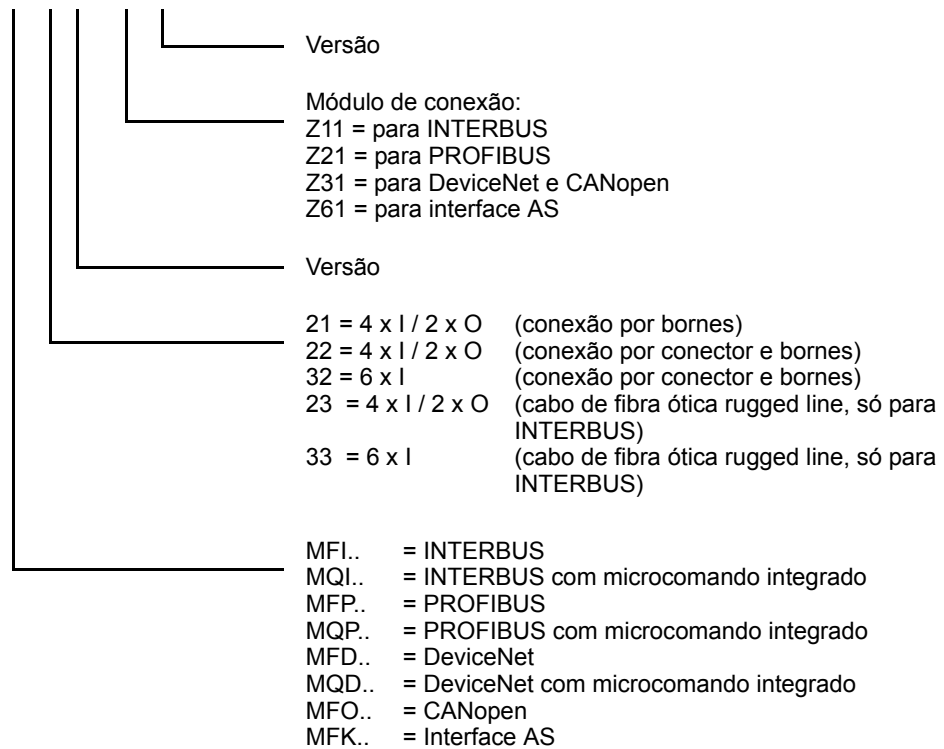 Versão
Módulo de conexão:
Z11 = para INTERBUS
Z21 = para PROFIBUS
Z31 = para DeviceNet e CANopen
Z61 = para interface AS
Versão
21 = 4 x I / 2 x O (conexão por bornes)
22 = 4 x I / 2 x O (conexão por conector e bornes)
32 = 6 x I (conexão por conector e bornes)
23 = 4 x I / 2 x O (cabo de fibra ótica rugged line, só para
INTERBUS)
33 = 6 x I (cabo de fibra ótica rugged line, só para
INTERBUS)
MFI.. = INTERBUS
MQI.. = INTERBUS com microcomando integrado
MFP.. = PROFIBUS
MQP.. = PROFIBUS com microcomando integrado
MFD.. = DeviceNet
MQD.. = DeviceNet com microcomando integrado
MFO.. = CANopen
MFK.. = Interface AS